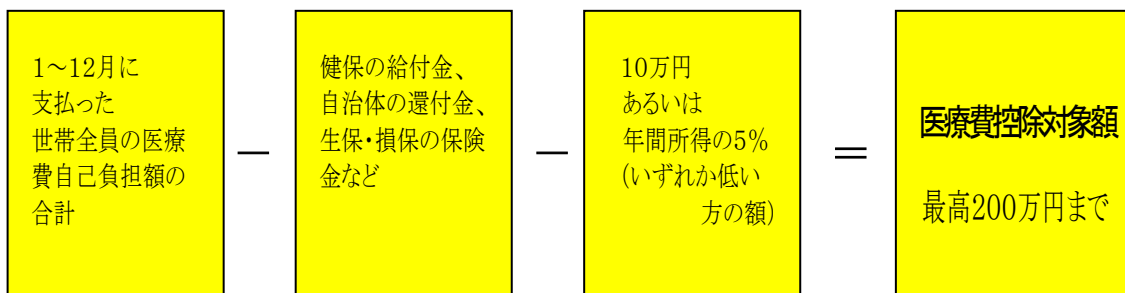 1～12月に
支払った
世帯全員の医療
費自己負担額の
合計
－
健保の給付金、
自治体の還付金、
生保・損保の保険
金など
－
10万円
あるいは
年間所得の5％
(いずれか低い
方の額)
＝
医療費控除対象額
最高200万円まで